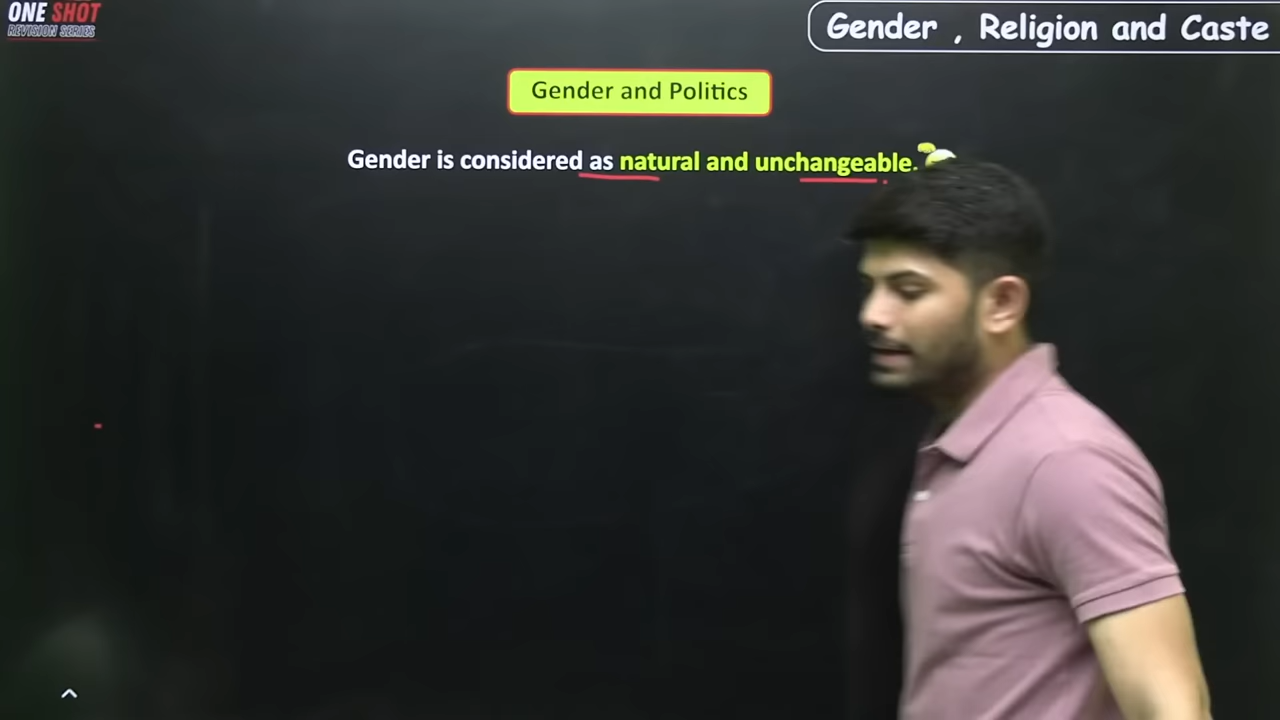 ONE SHOT
REVISION SERIES
Gender , Religion and Caste
Gender and Politics
Gender is considered as natural and unchangeable.